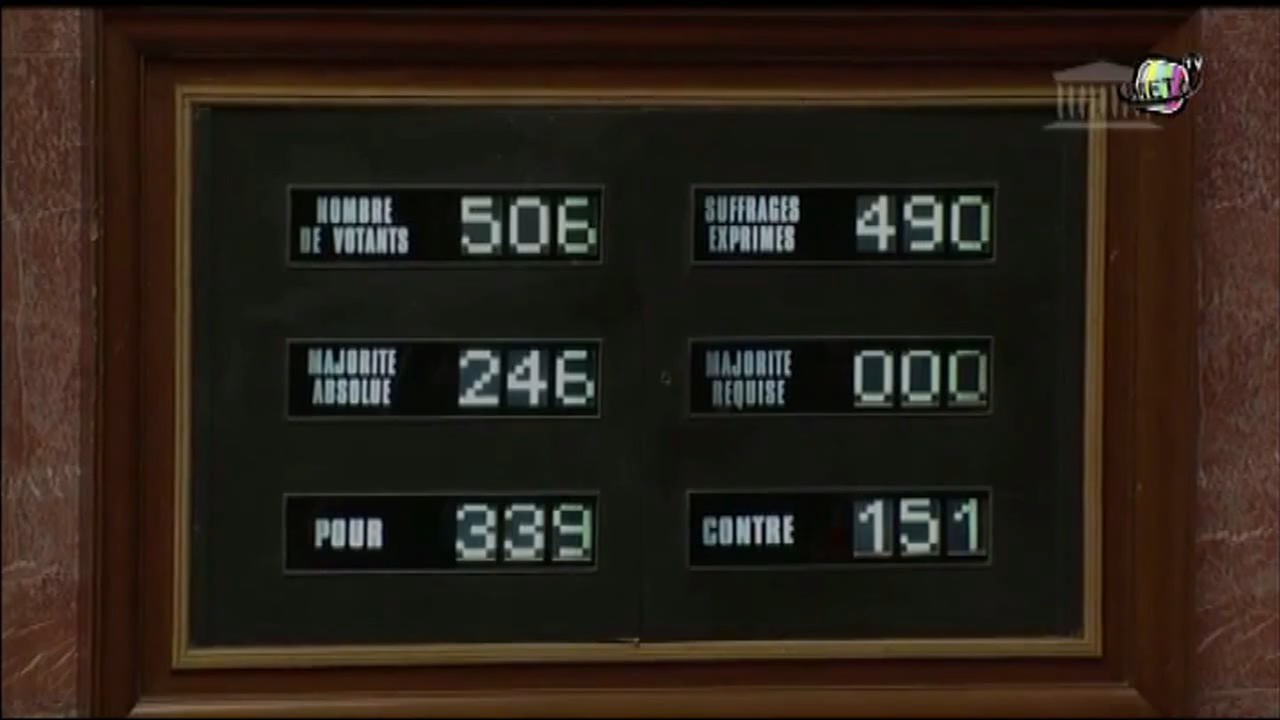 NOMBRE
DE VOTANTS
506
SUFFRAGES
EXPRIMES
490
MAJORITE
ABSOLUE
246
MAJORITE
REQUISE
000
POUR
339
CONTRE
151